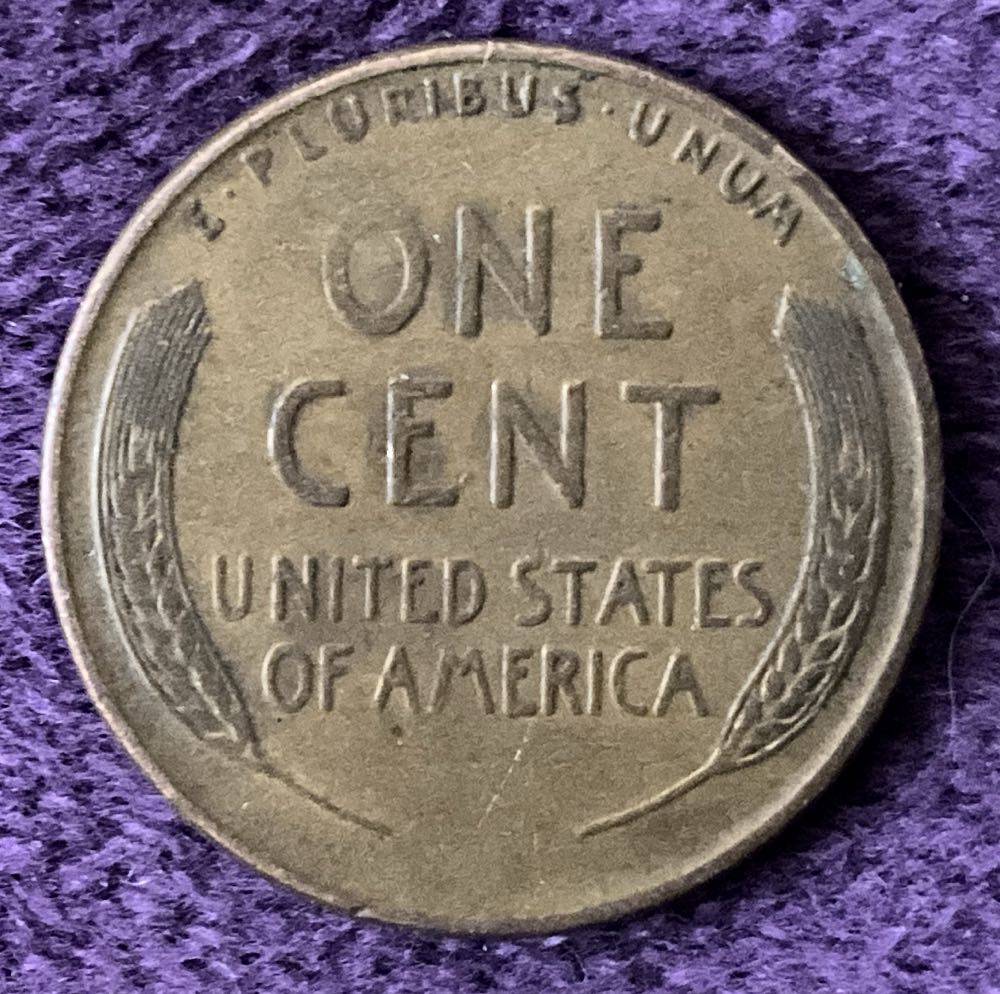 E·PLURIBUS·UNUM
ONE
CENT
UNITED STATES
OF AMERICA